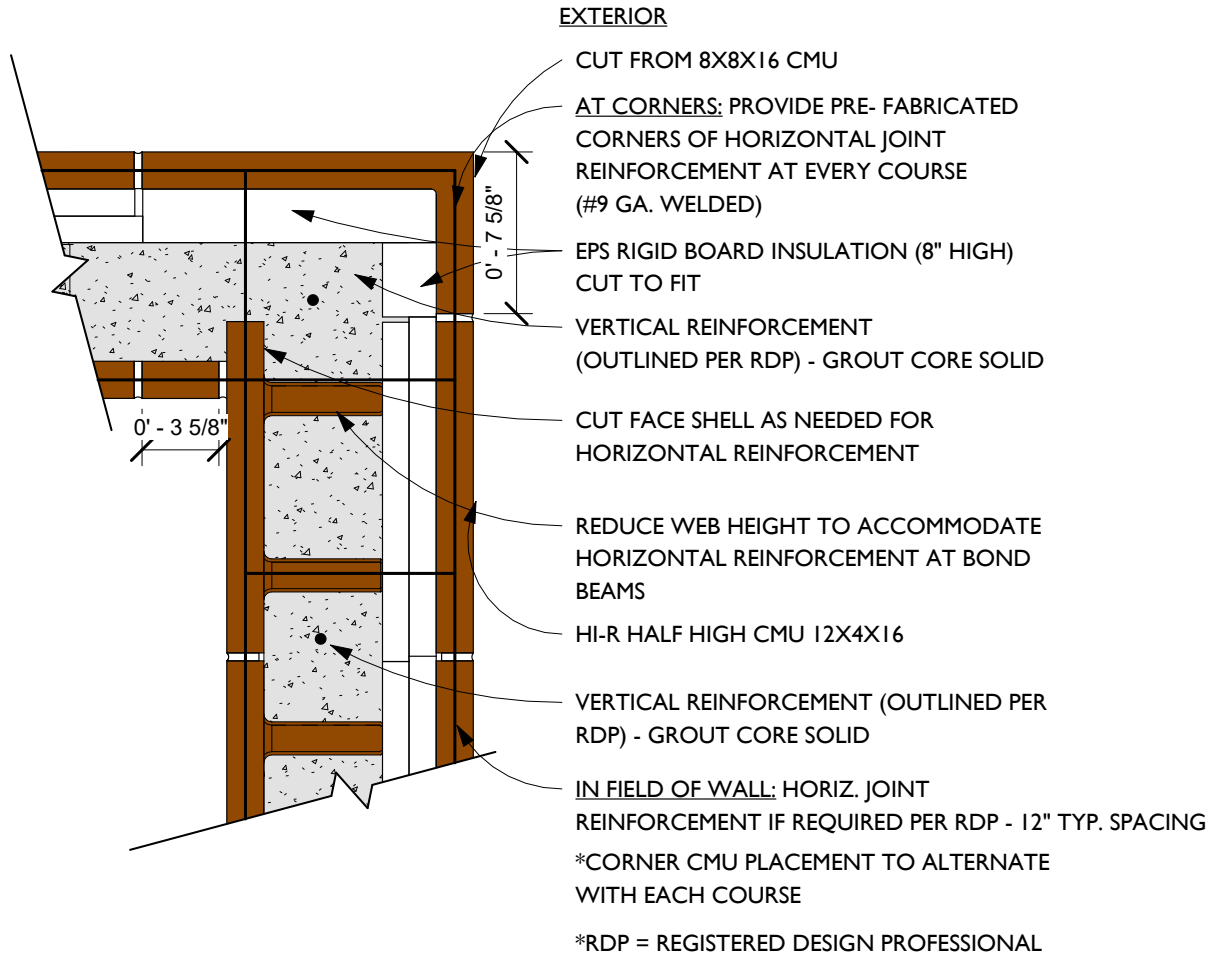 EXTERIOR
CUT FROM 8X8X16 CMU
AT CORNERS: PROVIDE PRE- FABRICATED
CORNERS OF HORIZONTAL JOINT
REINFORCEMENT AT EVERY COURSE
(#9 GA. WELDED)
0' - 7 5/8"
EPS RIGID BOARD INSULATION (8" HIGH)
CUT TO FIT
VERTICAL REINFORCEMENT
(OUTLINED PER RDP) - GROUT CORE SOLID
0' - 3 5/8"
CUT FACE SHELL AS NEEDED FOR
HORIZONTAL REINFORCEMENT
REDUCE WEB HEIGHT TO ACCOMMODATE
HORIZONTAL REINFORCEMENT AT BOND
BEAMS
HI-R HALF HIGH CMU 12X4X16
VERTICAL REINFORCEMENT (OUTLINED PER
RDP) - GROUT CORE SOLID
IN FIELD OF WALL: HORIZ. JOINT
REINFORCEMENT IF REQUIRED PER RDP - 12" TYP. SPACING
*CORNER CMU PLACEMENT TO ALTERNATE
WITH EACH COURSE
*RDP = REGISTERED DESIGN PROFESSIONAL